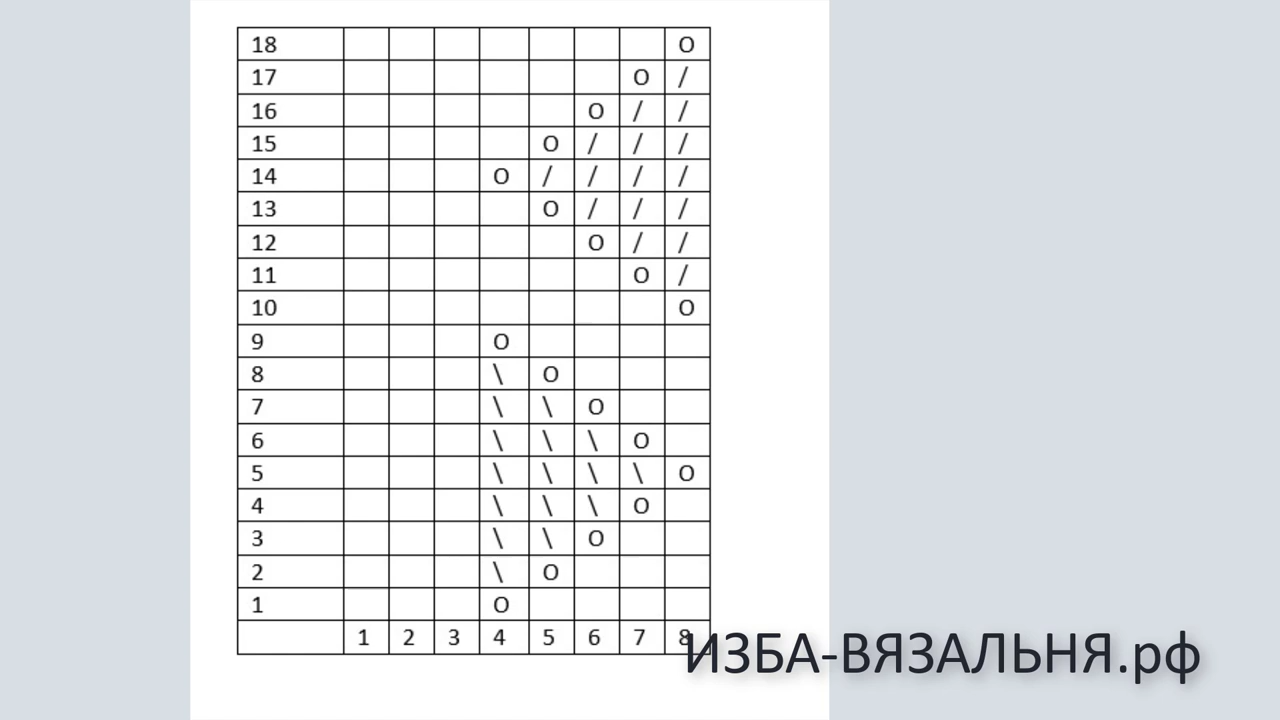 18 O
17 O /
16 O / /
15 O / / /
14 O / / / /
13 O / / /
12 O / /
11 O /
10 O
9 O
8 \ O
7 \ \ O
6 \ \ \ O
5 \ \ \ \ O
4 \ \ \ O
3 \ \ O
2 \ O
1 O
1 2 3 4 5 6 7 8
ИЗБА-ВЯЗАЛЬНЯ.рф